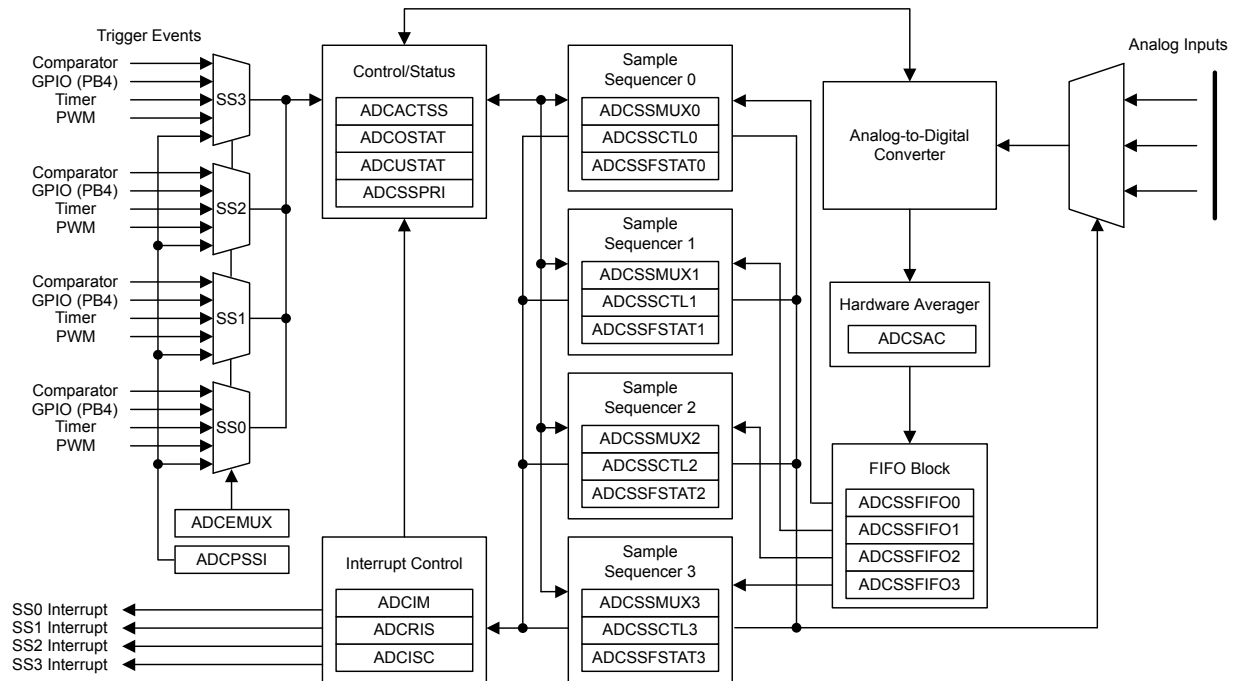 Trigger Events
Comparator
GPIO (PB4)
Timer
PWM
SS3
Comparator
GPIO (PB4)
Timer
PWM
SS2
Comparator
GPIO (PB4)
Timer
PWM
SS1
Comparator
GPIO (PB4)
Timer
PWM
SS0
ADCEMUX
ADCPSSI
SS0 Interrupt
SS1 Interrupt
SS2 Interrupt
SS3 Interrupt
Control/Status
ADCACTSS
ADCOSTAT
ADCUSTAT
ADCSSPRI
Interrupt Control
ADCIM
ADCRIS
ADCISC
Sample
Sequencer 0
ADCSSMUX0
ADCSSCTL0
ADCSSFSTAT0
Sample
Sequencer 1
ADCSSMUX1
ADCSSCTL1
ADCSSFSTAT1
Sample
Sequencer 2
ADCSSMUX2
ADCSSCTL2
ADCSSFSTAT2
Sample
Sequencer 3
ADCSSMUX3
ADCSSCTL3
ADCSSFSTAT3
Analog-to-Digital
Converter
Hardware Averager
ADCSAC
FIFO Block
ADCSSFIFO0
ADCSSFIFO1
ADCSSFIFO2
ADCSSFIFO3
Analog Inputs